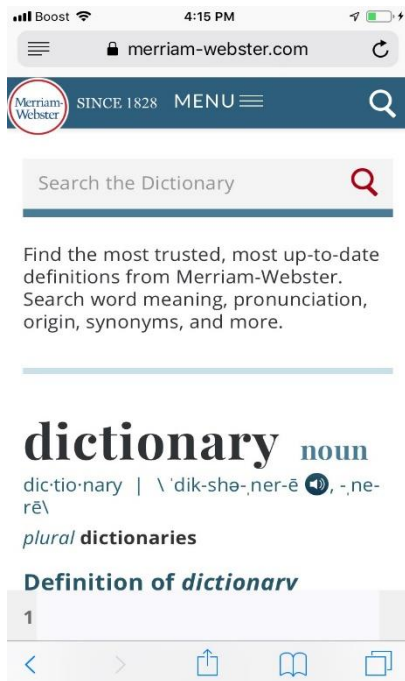 Boost 4:15 PM
merriam-webster.com
Merriam-
Webster
SINCE 1828 MENU
Search the Dictionary
Find the most trusted, most up-to-date
definitions from Merriam-Webster.
Search word meaning, pronunciation,
origin, synonyms, and more.
dictionary noun
dic·tio·nary | \ ˈdik-shə-ˌner-ē , -ˌne-
rē\
plural dictionaries
Definition of dictionary
1